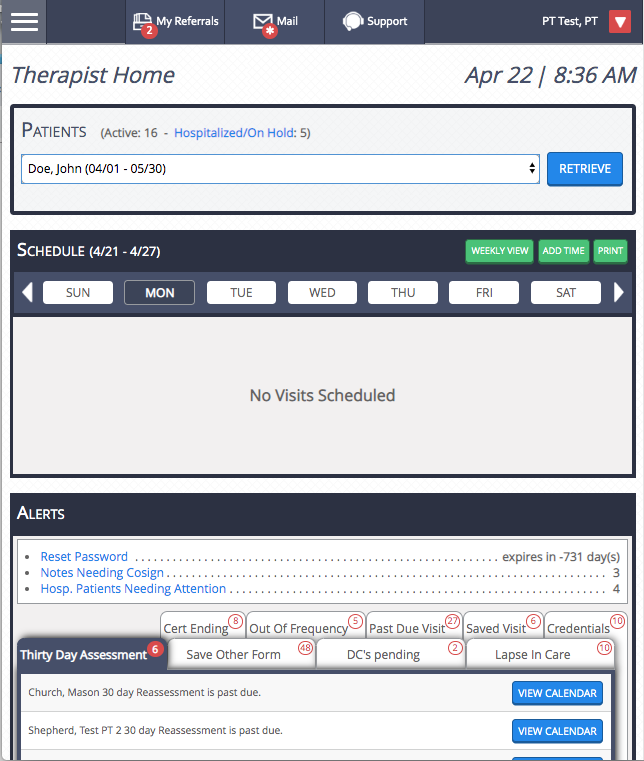 My Referrals
2
Mail
*
Support
PT Test, PT
Therapist Home
Apr 22 | 8:36 AM
Patients (Active: 16 - Hospitalized/On Hold: 5)
Doe, John (04/01 - 05/30)
RETRIEVE
Schedule (4/21 - 4/27)
WEEKLY VIEW
ADD TIME
PRINT
SUN
MON
TUE
WED
THU
FRI
SAT
No Visits Scheduled
Alerts
• Reset Password . . . . . . . . . . . . . . . . . . . . expires in -731 day(s)
• Notes Needing Cosign . . . . . . . . . . . . . . . . . . . . 3
• Hosp. Patients Needing Attention . . . . . . . . . . . . . . . . . . . . 4
Cert Ending 8
Out Of Frequency 5
Past Due Visit 27
Saved Visit 6
Credentials 10
Thirty Day Assessment 6
Save Other Form 48
DC's pending 2
Lapse In Care 10
Church, Mason 30 day Reassessment is past due.
VIEW CALENDAR
Shepherd, Test PT 2 30 day Reassessment is past due.
VIEW CALENDAR